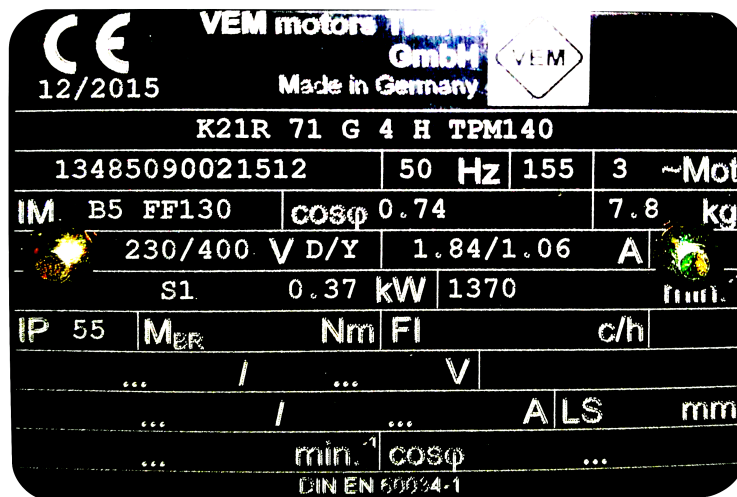 CE VEM motors
GmbH VEM
12/2015 Made in Germany
K21R 71 G 4 H TPM140
13485090021512 50 Hz 155 3 ~Mot
IM B5 FF130 cosφ 0.74 7.8 kg
230/400 V D/Y 1.84/1.06 A
S1 0.37 kW 1370 min.⁻¹
IP 55 MBR Nm FI c/h
... / ... V
... / ... A LS mm
... min.⁻¹ cosφ ...
DIN EN 60034-1